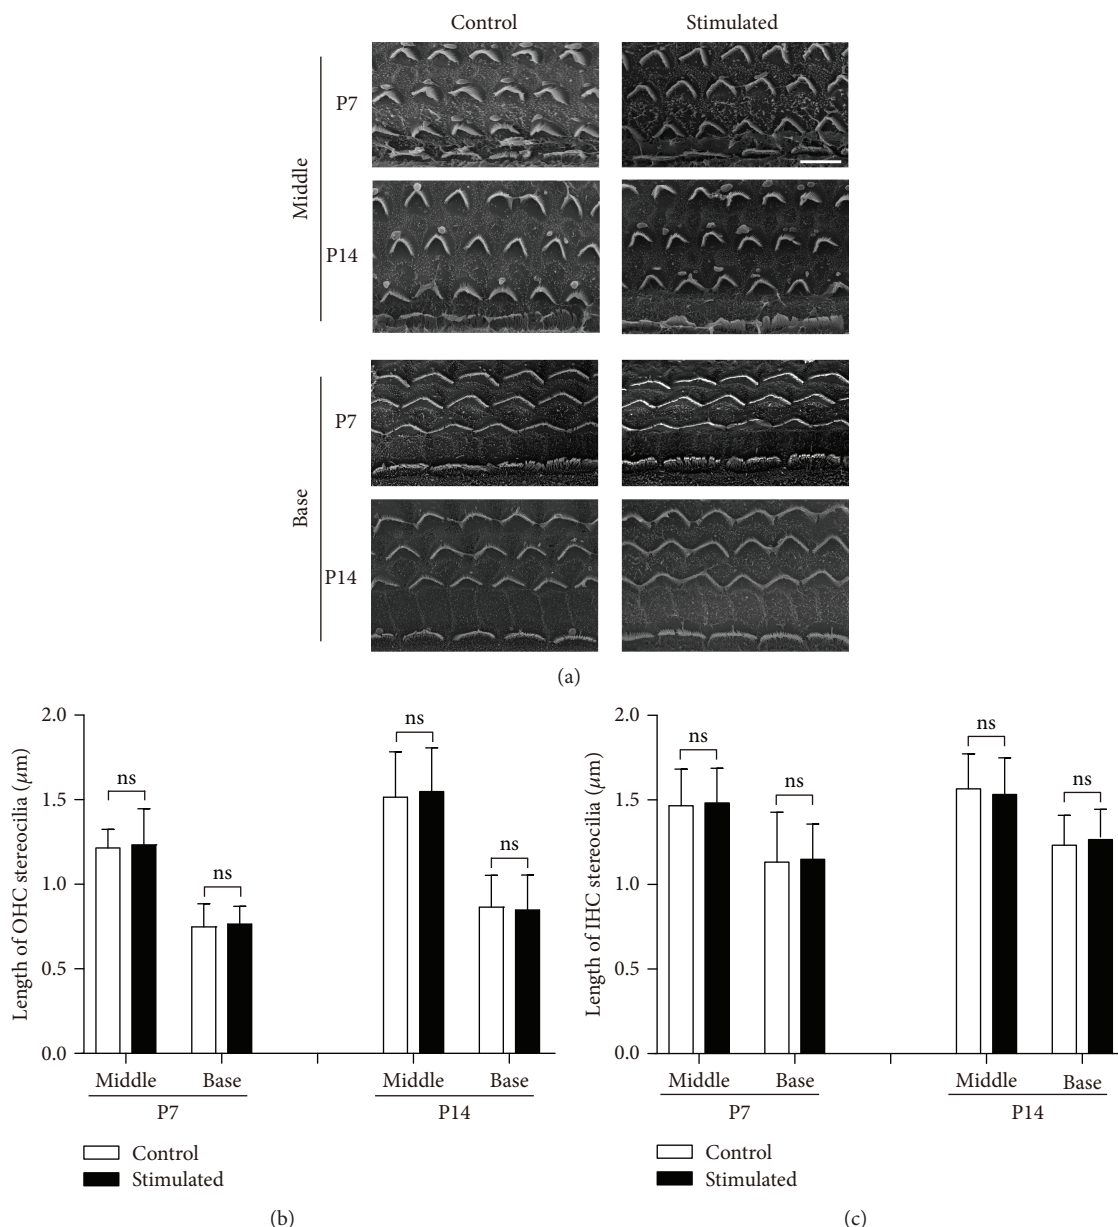 Control Stimulated
Middle
P7
P14
Base
P7
P14
(a)
Length of OHC stereocilia (μm)
2.0
1.5
1.0
0.5
0.0
ns
ns
ns
ns
Middle Base Middle Base
P7 P14
Control
Stimulated
(b)
Length of IHC stereocilia (μm)
2.0
1.5
1.0
0.5
0.0
ns
ns
ns
ns
Middle Base Middle Base
P7 P14
Control
Stimulated
(c)